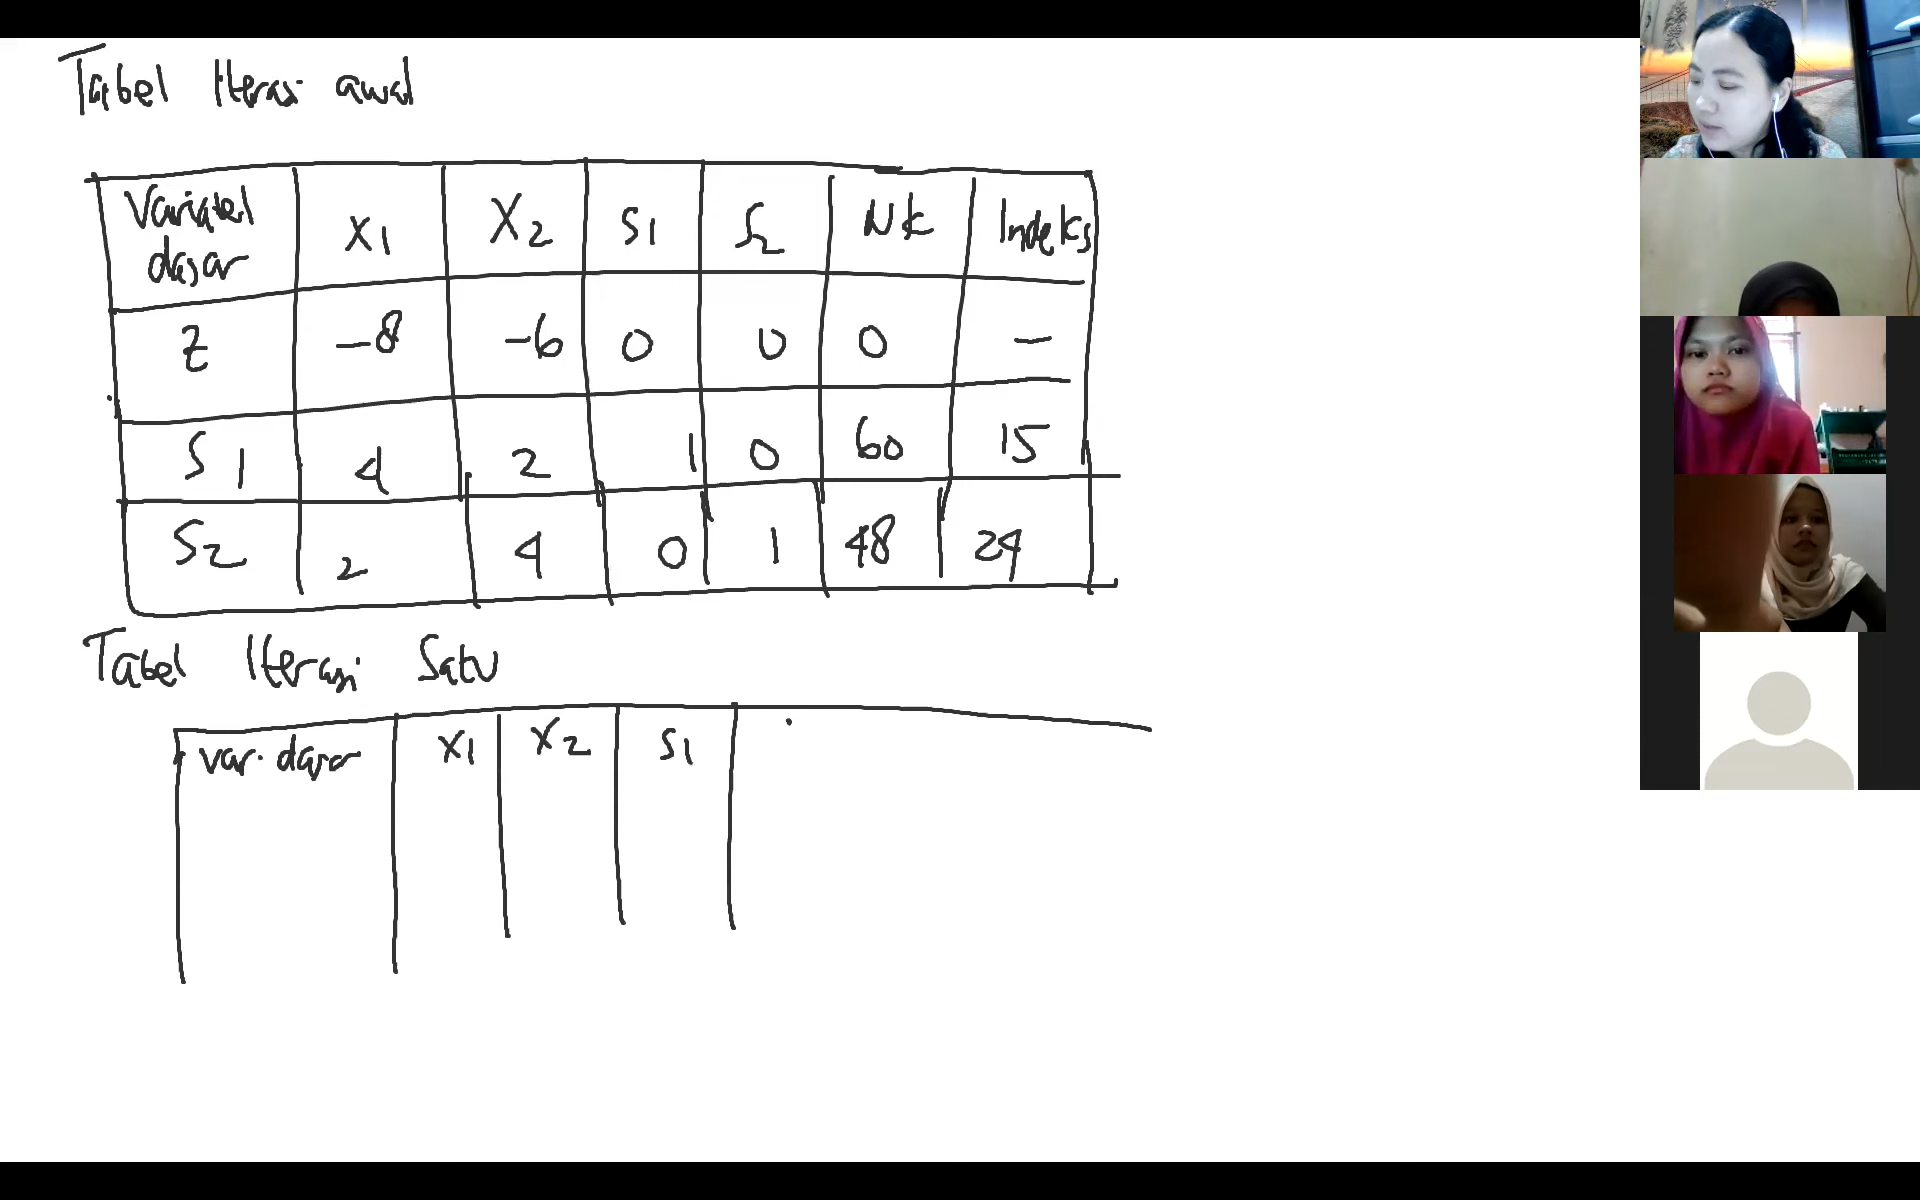 Tabel Iterasi awal
Variabel dasar X1 X2 S1 S2 NK Indeks
Z -8 -6 0 0 0 -
S1 4 2 1 0 60 15
S2 2 4 0 1 48 24
Tabel Iterasi Satu
var. dasar X1 X2 S1